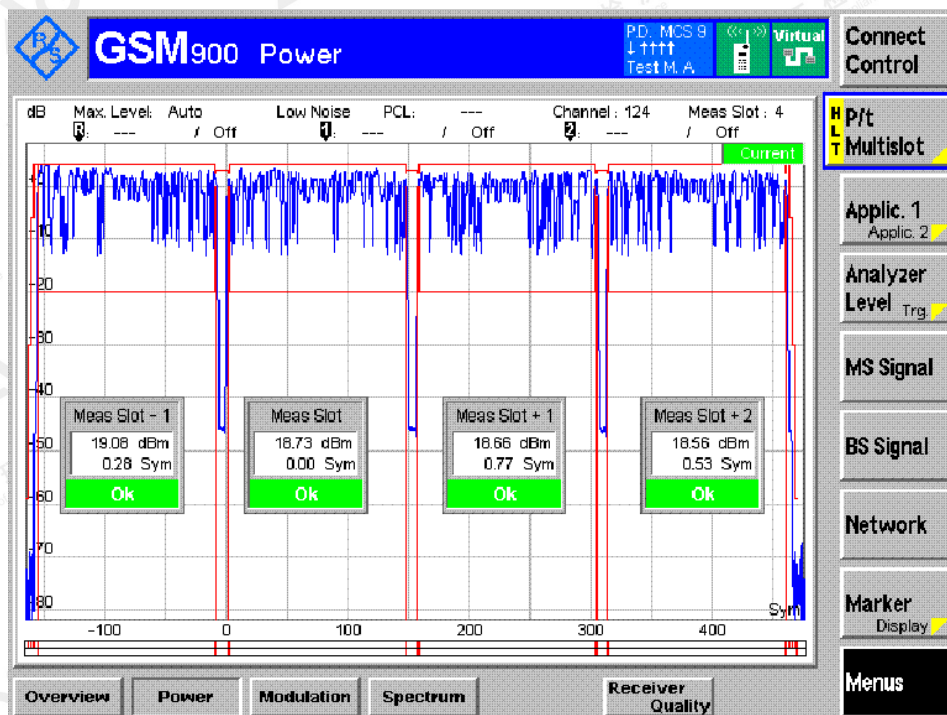 R&S
GSM900 Power
P.D. MCS 9
↓↑↑↑↑
Test M. A.
Virtual
Connect Control
dB Max. Level: Auto Low Noise PCL: --- Channel : 124 Meas Slot : 4
R: --- / Off 1: --- / Off 2: --- / Off
Current
-10
-20
-30
-40
-50
-60
-70
-80
Meas Slot - 1
19.08 dBm
0.28 Sym
Ok
Meas Slot
18.73 dBm
0.00 Sym
Ok
Meas Slot + 1
18.66 dBm
0.77 Sym
Ok
Meas Slot + 2
18.56 dBm
0.53 Sym
Ok
Sym
-100 0 100 200 300 400
HLT
P/t
Multislot
Applic. 1
Applic. 2
Analyzer
Level Trg.
MS Signal
BS Signal
Network
Marker
Display
Menus
Overview Power Modulation Spectrum Receiver Quality